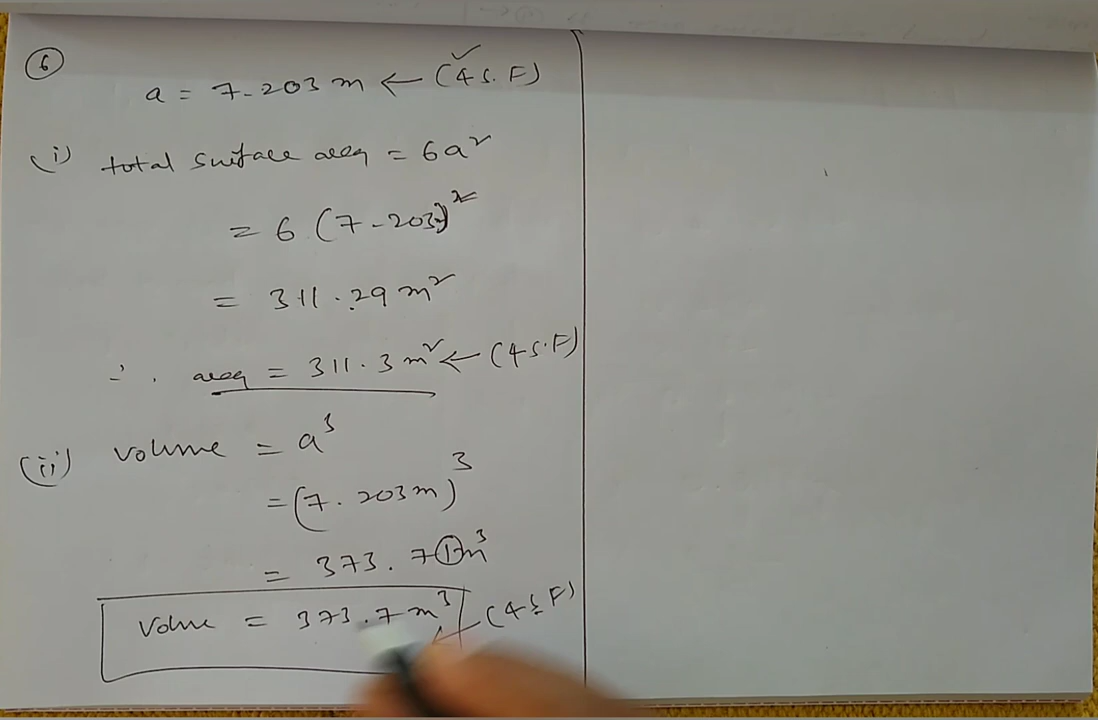 6
a = 7.203 m ← (4 S.F)
(i) total surface area = 6a²
= 6 (7.203)²
= 311.29 m²
∴ area = 311.3 m² ← (4 S.F)
(ii) Volume = a³
= (7.203 m)³
= 373.71 m³
Volume = 373.7 m³ ← (4 S.F)